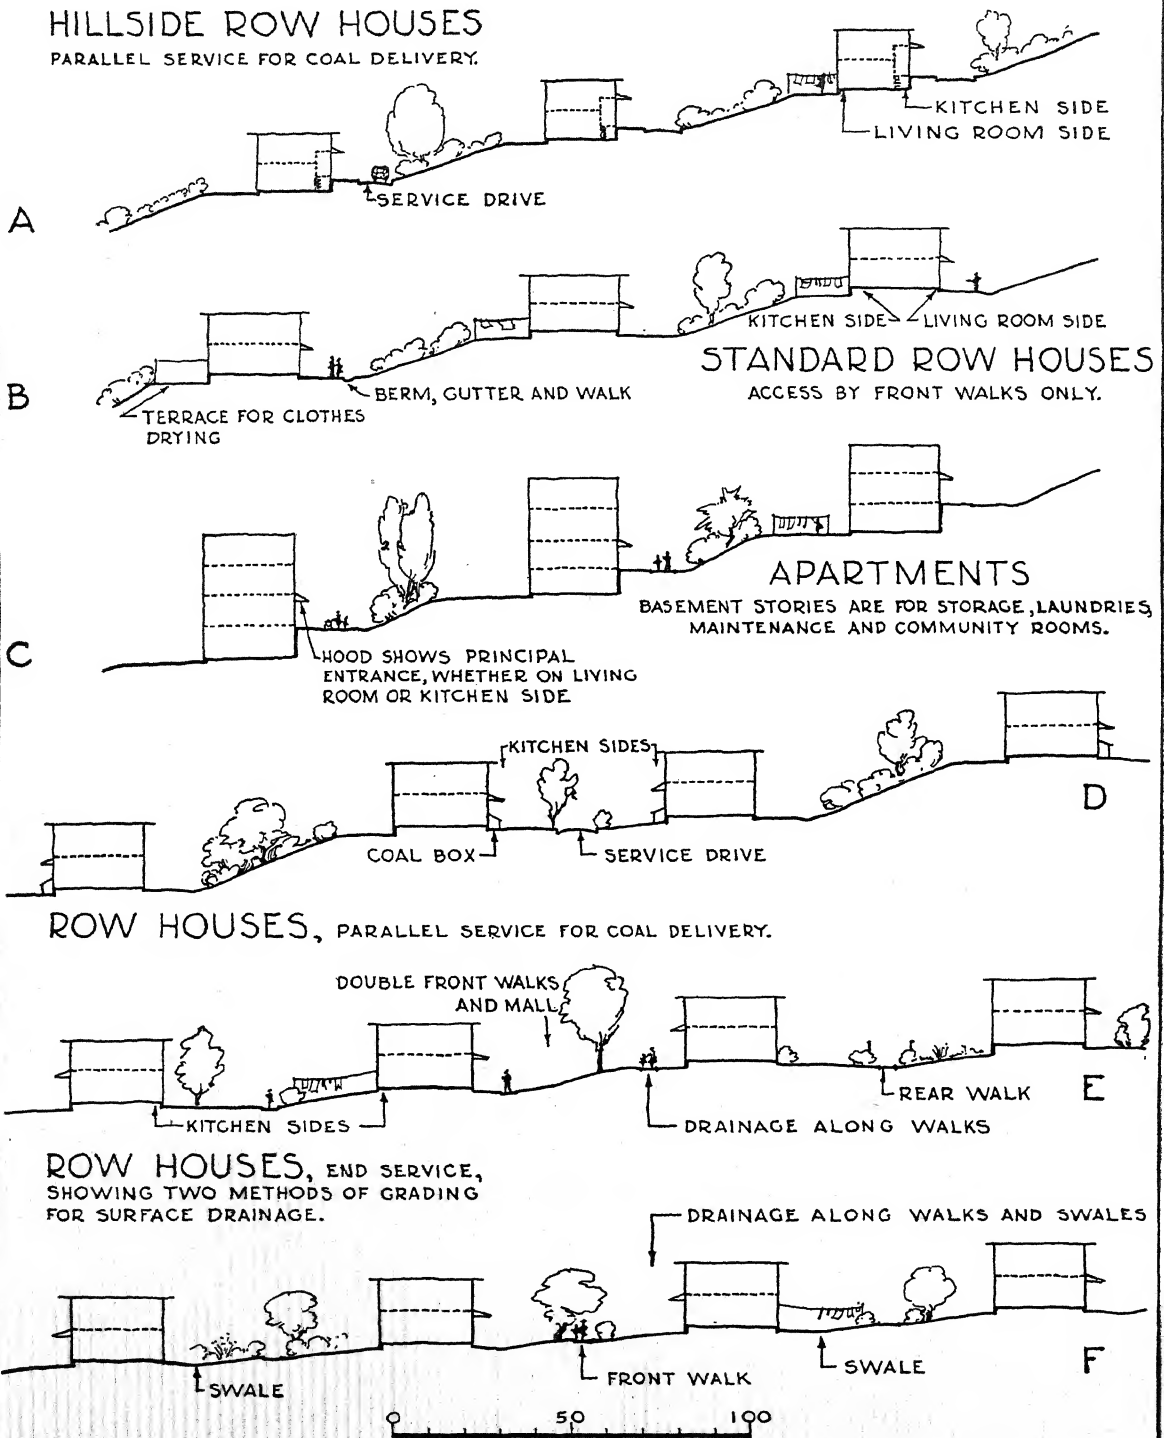 HILLSIDE ROW HOUSES
PARALLEL SERVICE FOR COAL DELIVERY.
KITCHEN SIDE
LIVING ROOM SIDE
SERVICE DRIVE
A
KITCHEN SIDE
LIVING ROOM SIDE
STANDARD ROW HOUSES
ACCESS BY FRONT WALKS ONLY.
BERM, GUTTER AND WALK
B
TERRACE FOR CLOTHES
DRYING
APARTMENTS
BASEMENT STORIES ARE FOR STORAGE, LAUNDRIES,
MAINTENANCE AND COMMUNITY ROOMS.
C
HOOD SHOWS PRINCIPAL
ENTRANCE, WHETHER ON LIVING
ROOM OR KITCHEN SIDE
KITCHEN SIDES
D
COAL BOX
SERVICE DRIVE
ROW HOUSES, PARALLEL SERVICE FOR COAL DELIVERY.
DOUBLE FRONT WALKS
AND MALL
E
REAR WALK
KITCHEN SIDES
DRAINAGE ALONG WALKS
ROW HOUSES, END SERVICE,
SHOWING TWO METHODS OF GRADING
FOR SURFACE DRAINAGE.
DRAINAGE ALONG WALKS AND SWALES
F
SWALE
FRONT WALK
SWALE
0 50 100